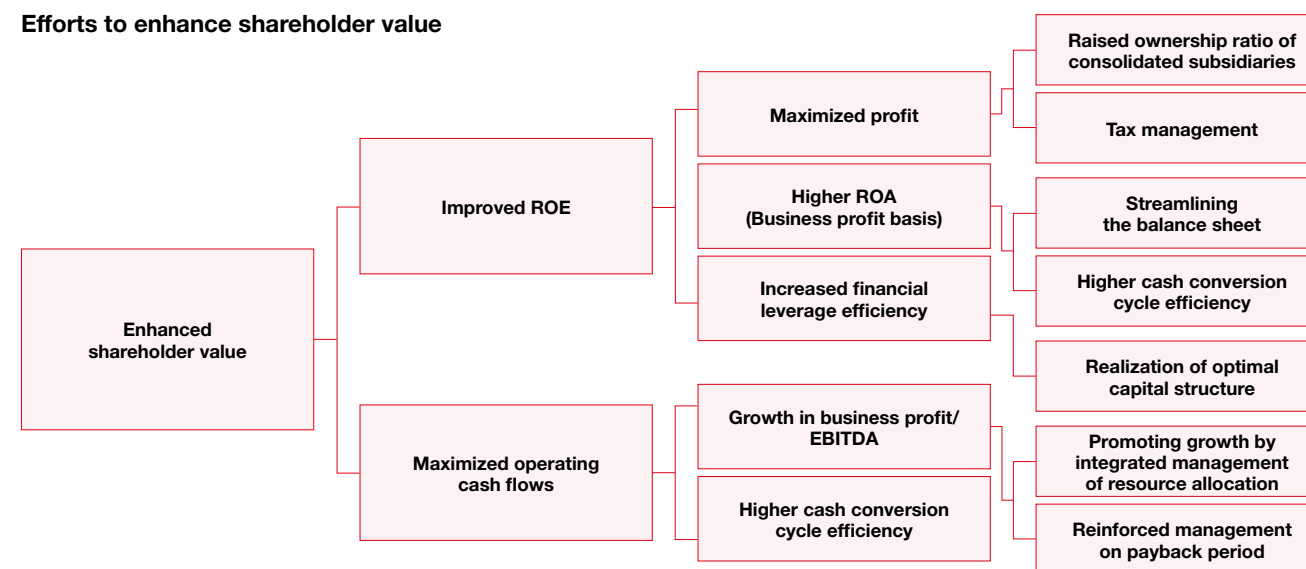 Efforts to enhance shareholder value
Enhanced
shareholder value
Improved ROE
Maximized operating
cash flows
Maximized profit
Higher ROA
(Business profit basis)
Increased financial
leverage efficiency
Growth in business profit/
EBITDA
Higher cash conversion
cycle efficiency
Raised ownership ratio of
consolidated subsidiaries
Tax management
Streamlining
the balance sheet
Higher cash conversion
cycle efficiency
Realization of optimal
capital structure
Promoting growth by
integrated management
of resource allocation
Reinforced management
on payback period